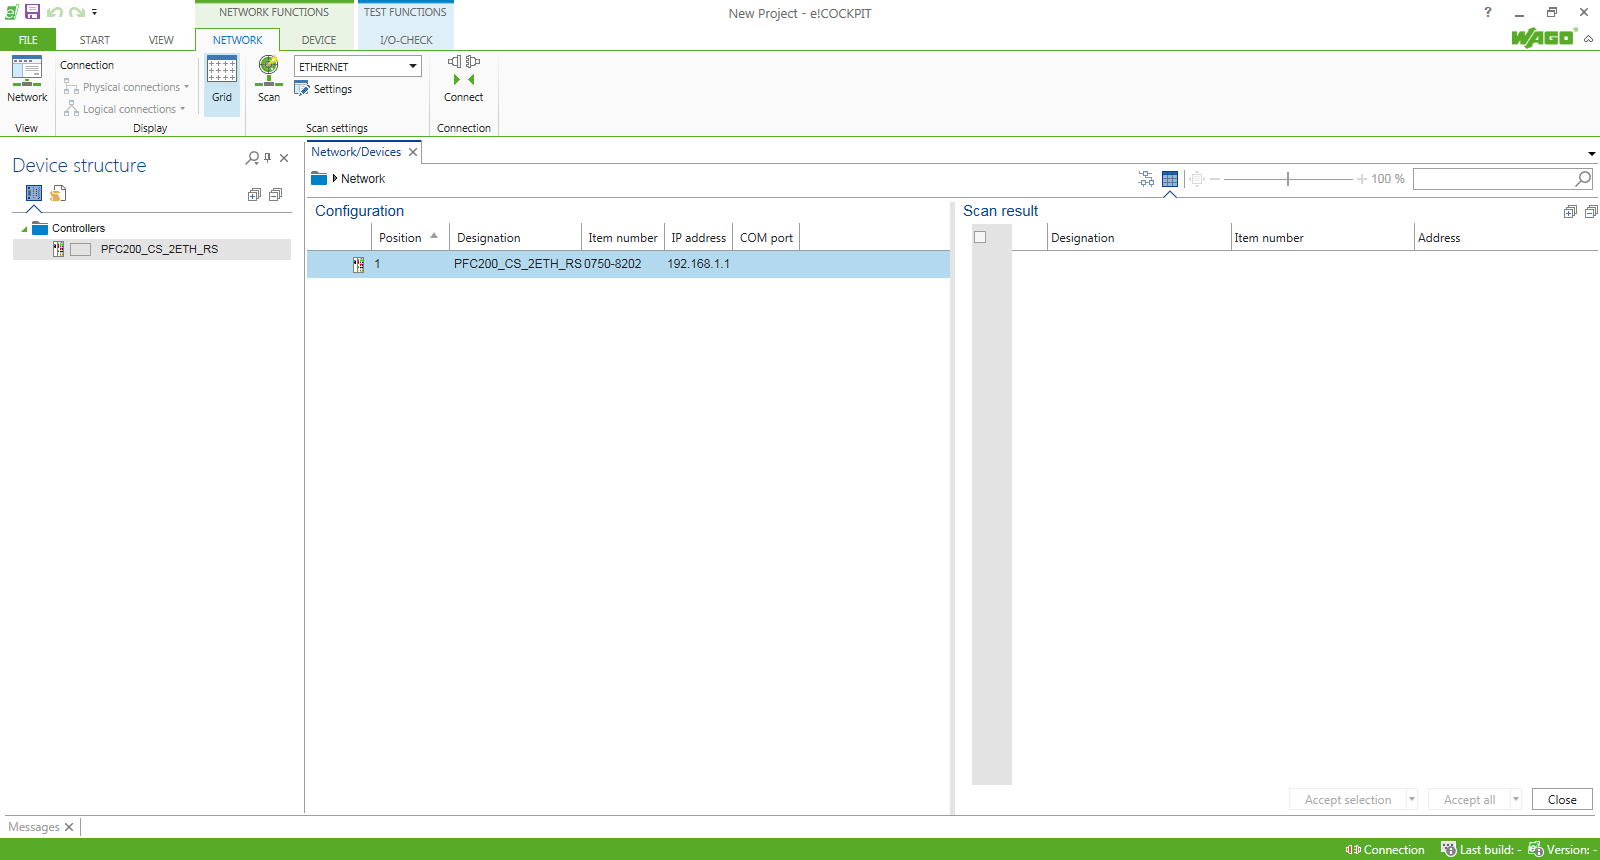 NETWORK FUNCTIONS TEST FUNCTIONS New Project - e!COCKPIT ?
FILE START VIEW NETWORK DEVICE I/O-CHECK WAGO
Connection ETHERNET
Physical connections Settings
Network Logical connections Grid Scan Connect
View Display Scan settings Connection
Device structure
Network/Devices
Network 100 %
Controllers
PFC200_CS_2ETH_RS
Configuration
Position Designation Item number IP address COM port
1 PFC200_CS_2ETH_RS 0750-8202 192.168.1.1
Scan result
Designation Item number Address
Accept selection Accept all Close
Messages
Connection Last build: - Version: -